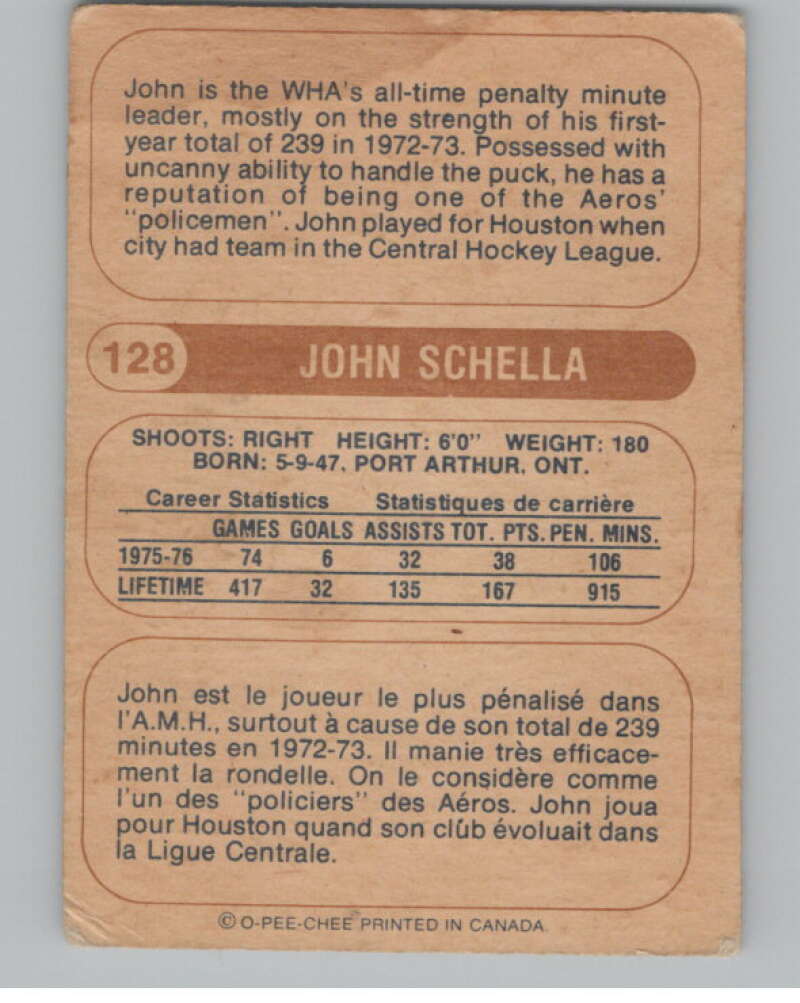 John is the WHA's all-time penalty minute
leader, mostly on the strength of his first-
year total of 239 in 1972-73. Possessed with
uncanny ability to handle the puck, he has a
reputation of being one of the Aeros'
"policemen". John played for Houston when
city had team in the Central Hockey League.
128 JOHN SCHELLA
SHOOTS: RIGHT HEIGHT: 6'0" WEIGHT: 180
BORN: 5-9-47, PORT ARTHUR, ONT.
Career Statistics Statistiques de carrière
GAMES GOALS ASSISTS TOT. PTS. PEN. MINS.
1975-76 74 6 32 38 106
LIFETIME 417 32 135 167 915
John est le joueur le plus pénalisé dans
l'A.M.H., surtout à cause de son total de 239
minutes en 1972-73. Il manie très efficace-
ment la rondelle. On le considère comme
l'un des "policiers" des Aéros. John joua
pour Houston quand son clûb évoluait dans
la Ligue Centrale.
© O-PEE-CHEE PRINTED IN CANADA.